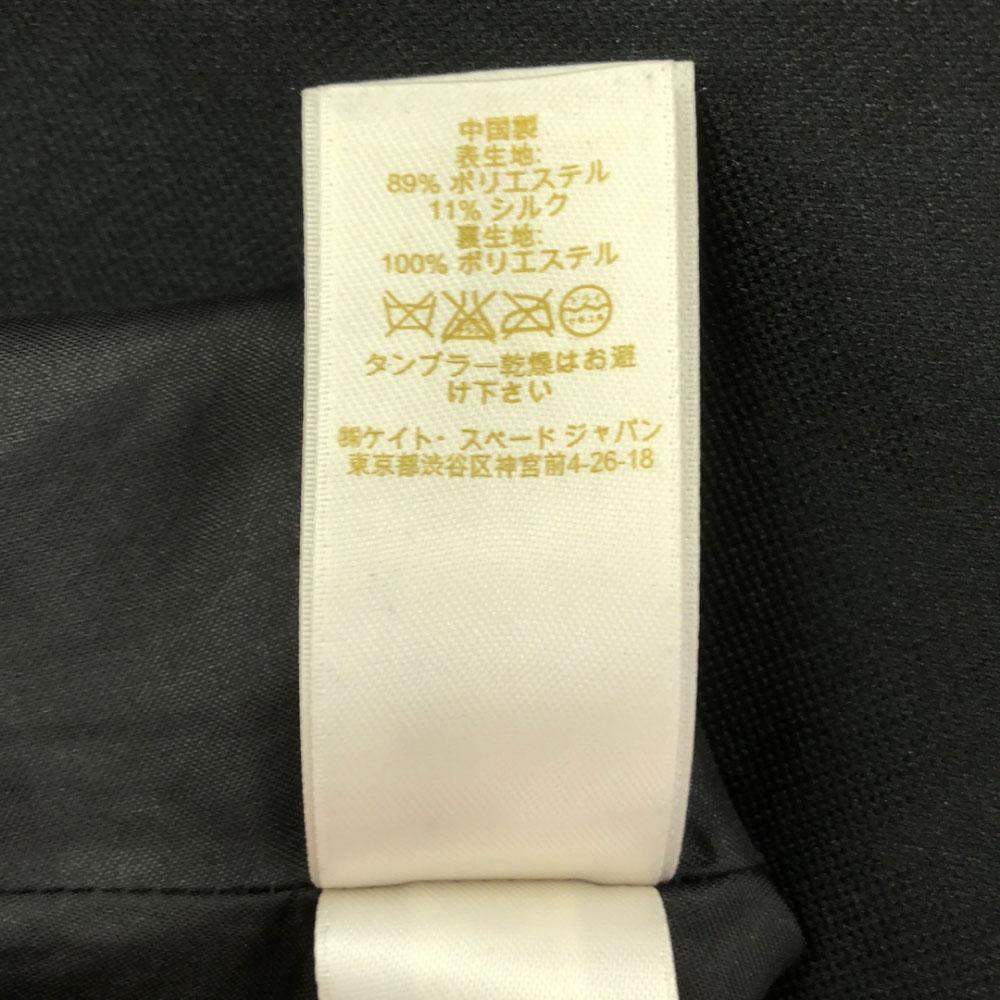 中国製
表生地:
89% ポリエステル
11% シルク
裏生地:
100% ポリエステル
タンブラー乾燥はお避
け下さい
㈱ケイト・スペード ジャパン
東京都渋谷区神宮前4-26-18